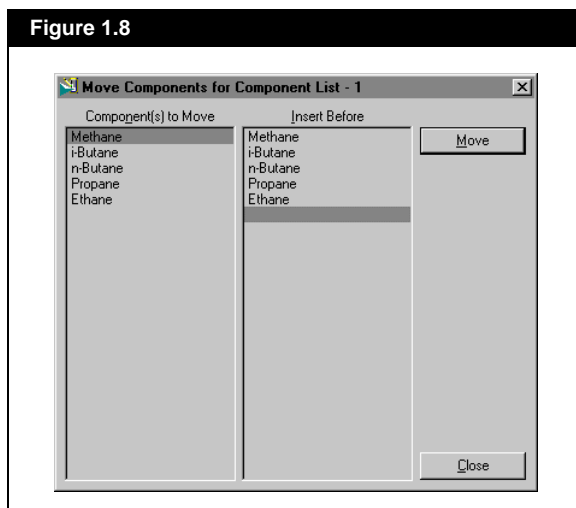 Figure 1.8
Move Components for Component List - 1
Component(s) to Move
Insert Before
Methane
i-Butane
n-Butane
Propane
Ethane
Methane
i-Butane
n-Butane
Propane
Ethane
Move
Close